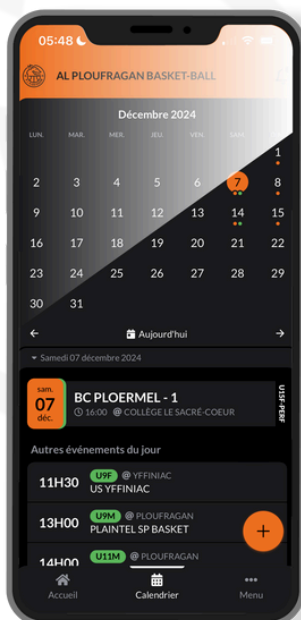 05:48
AL PLOUFRAGAN BASKET-BALL
Décembre 2024
LUN. MAR. MER. JEU. VEN. SAM.
1
2 3 4 5 6 7 8
9 10 11 12 13 14 15
16 17 18 19 20 21 22
23 24 25 26 27 28 29
30 31
Aujourd'hui
Samedi 07 décembre 2024
sam.
07
déc.
BC PLOERMEL - 1
16:00 @ COLLÈGE LE SACRÉ-COEUR
U15F-PERF
Autres événements du jour
11H30
U9F @ YFFINIAC
US YFFINIAC
13H00
U9M @ PLOUFRAGAN
PLAINTEL SP BASKET
+
14H00
U11M @ PLOUFRAGAN
Accueil Calendrier Menu